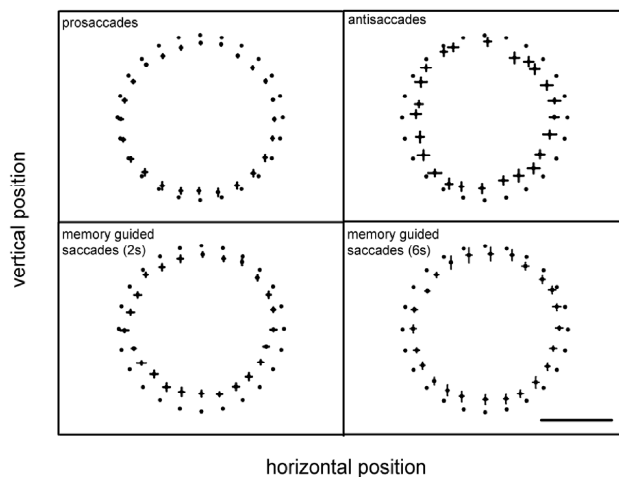 prosaccades
antisaccades
memory guided
saccades (2s)
memory guided
saccades (6s)
vertical position
horizontal position